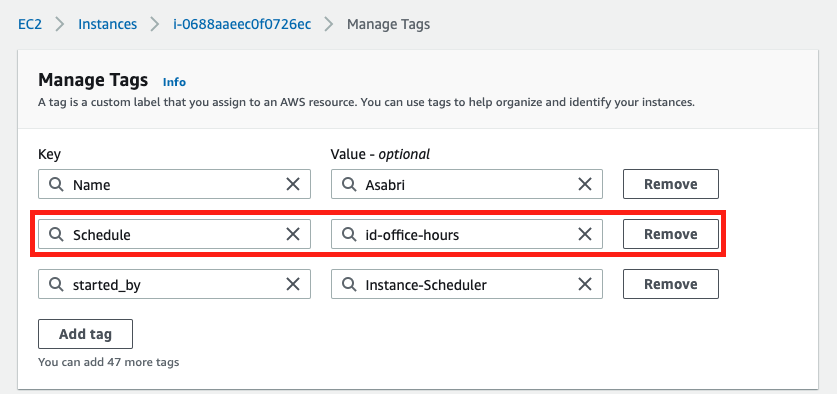 EC2 > Instances > i-0688aaeec0f0726ec > Manage Tags
Manage Tags Info
A tag is a custom label that you assign to an AWS resource. You can use tags to help organize and identify your instances.
Key Value - optional
Name Asabri Remove
Schedule id-office-hours Remove
started_by Instance-Scheduler Remove
Add tag
You can add 47 more tags